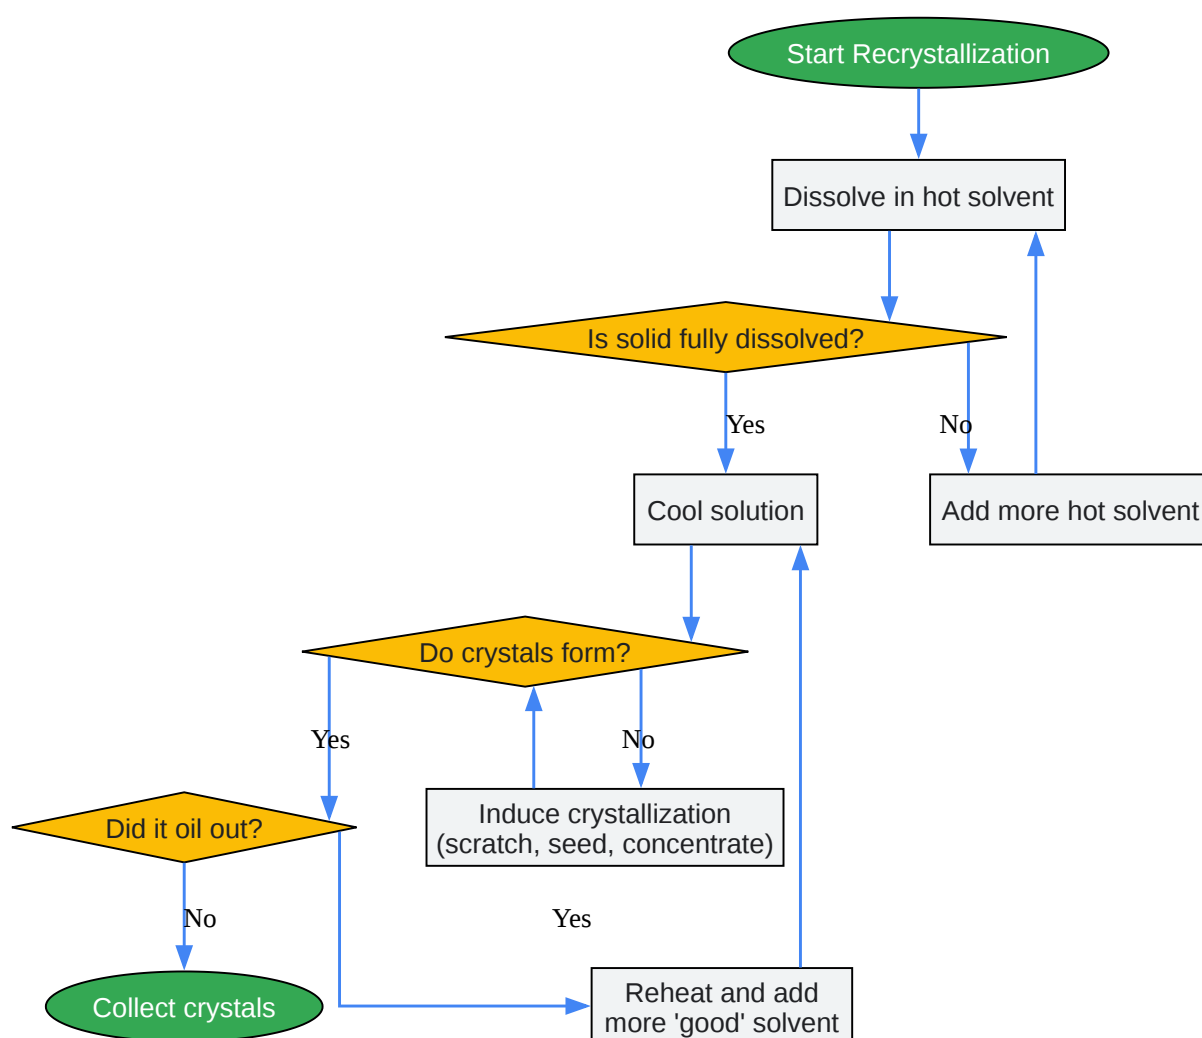 Start Recrystallization
Dissolve in hot solvent
Is solid fully dissolved?
Yes
No
Cool solution
Add more hot solvent
Do crystals form?
Yes
No
Induce crystallization
(scratch, seed, concentrate)
Did it oil out?
No
Yes
Collect crystals
Reheat and add
more 'good' solvent